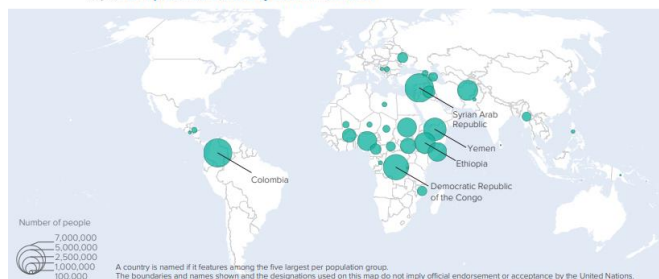 Syrian Arab
Republic
Yemen
Ethiopia
Colombia
Democratic Republic
of the Congo
Number of people
7,000,000
5,000,000
2,500,000
1,000,000
100,000
A country is named if it features among the five largest per population group.
The boundaries and names shown and the designations used on this map do not imply official endorsement or acceptance by the United Nations.